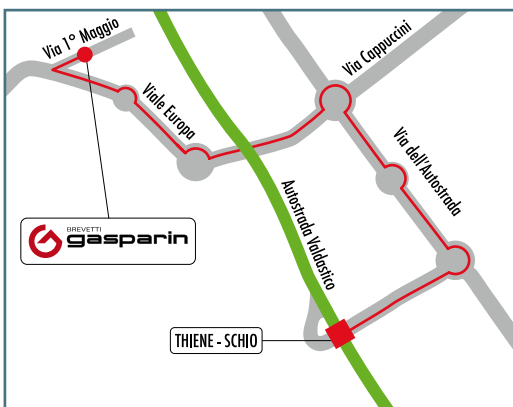 Via 1° Maggio
Via Cappuccini
Viale Europa
Via dell'Autostrada
Autostrada Valdastico
BREVETTI
gasparin
THIENE - SCHIO